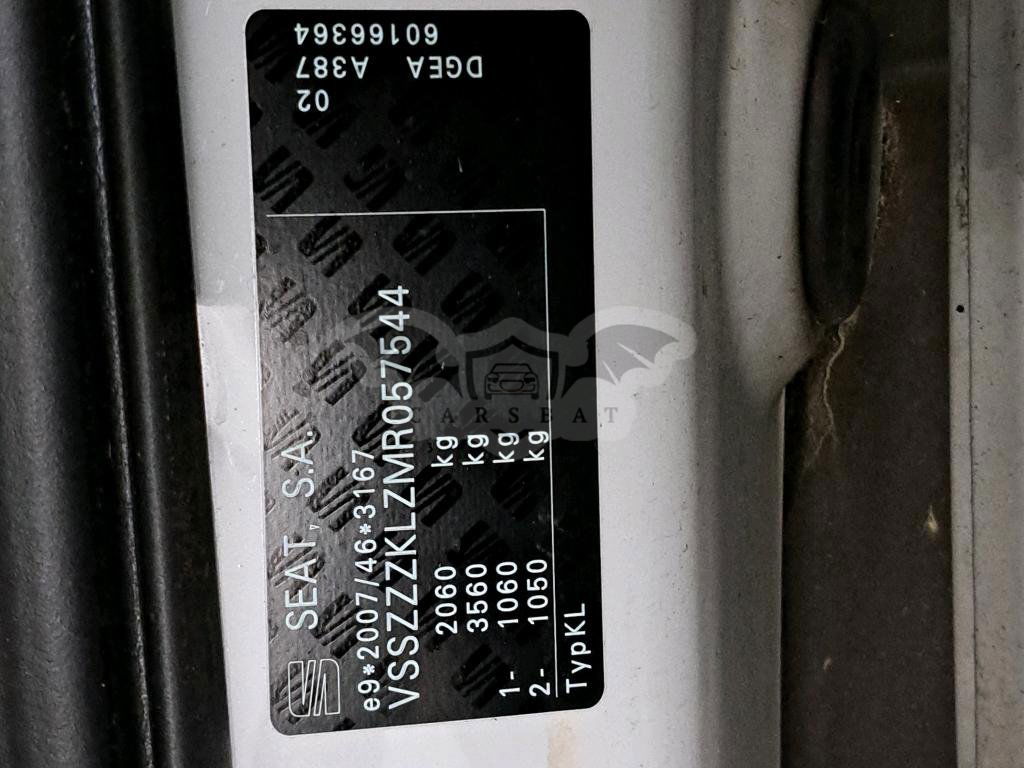 SEAT, S.A.
e9*2007/46*3167
VSSZZZKLZMR057544
2060 kg
3560 kg
1- 1060 kg
2- 1050 kg
TypKL
60166364
DGEA A387
02
CARSEAT